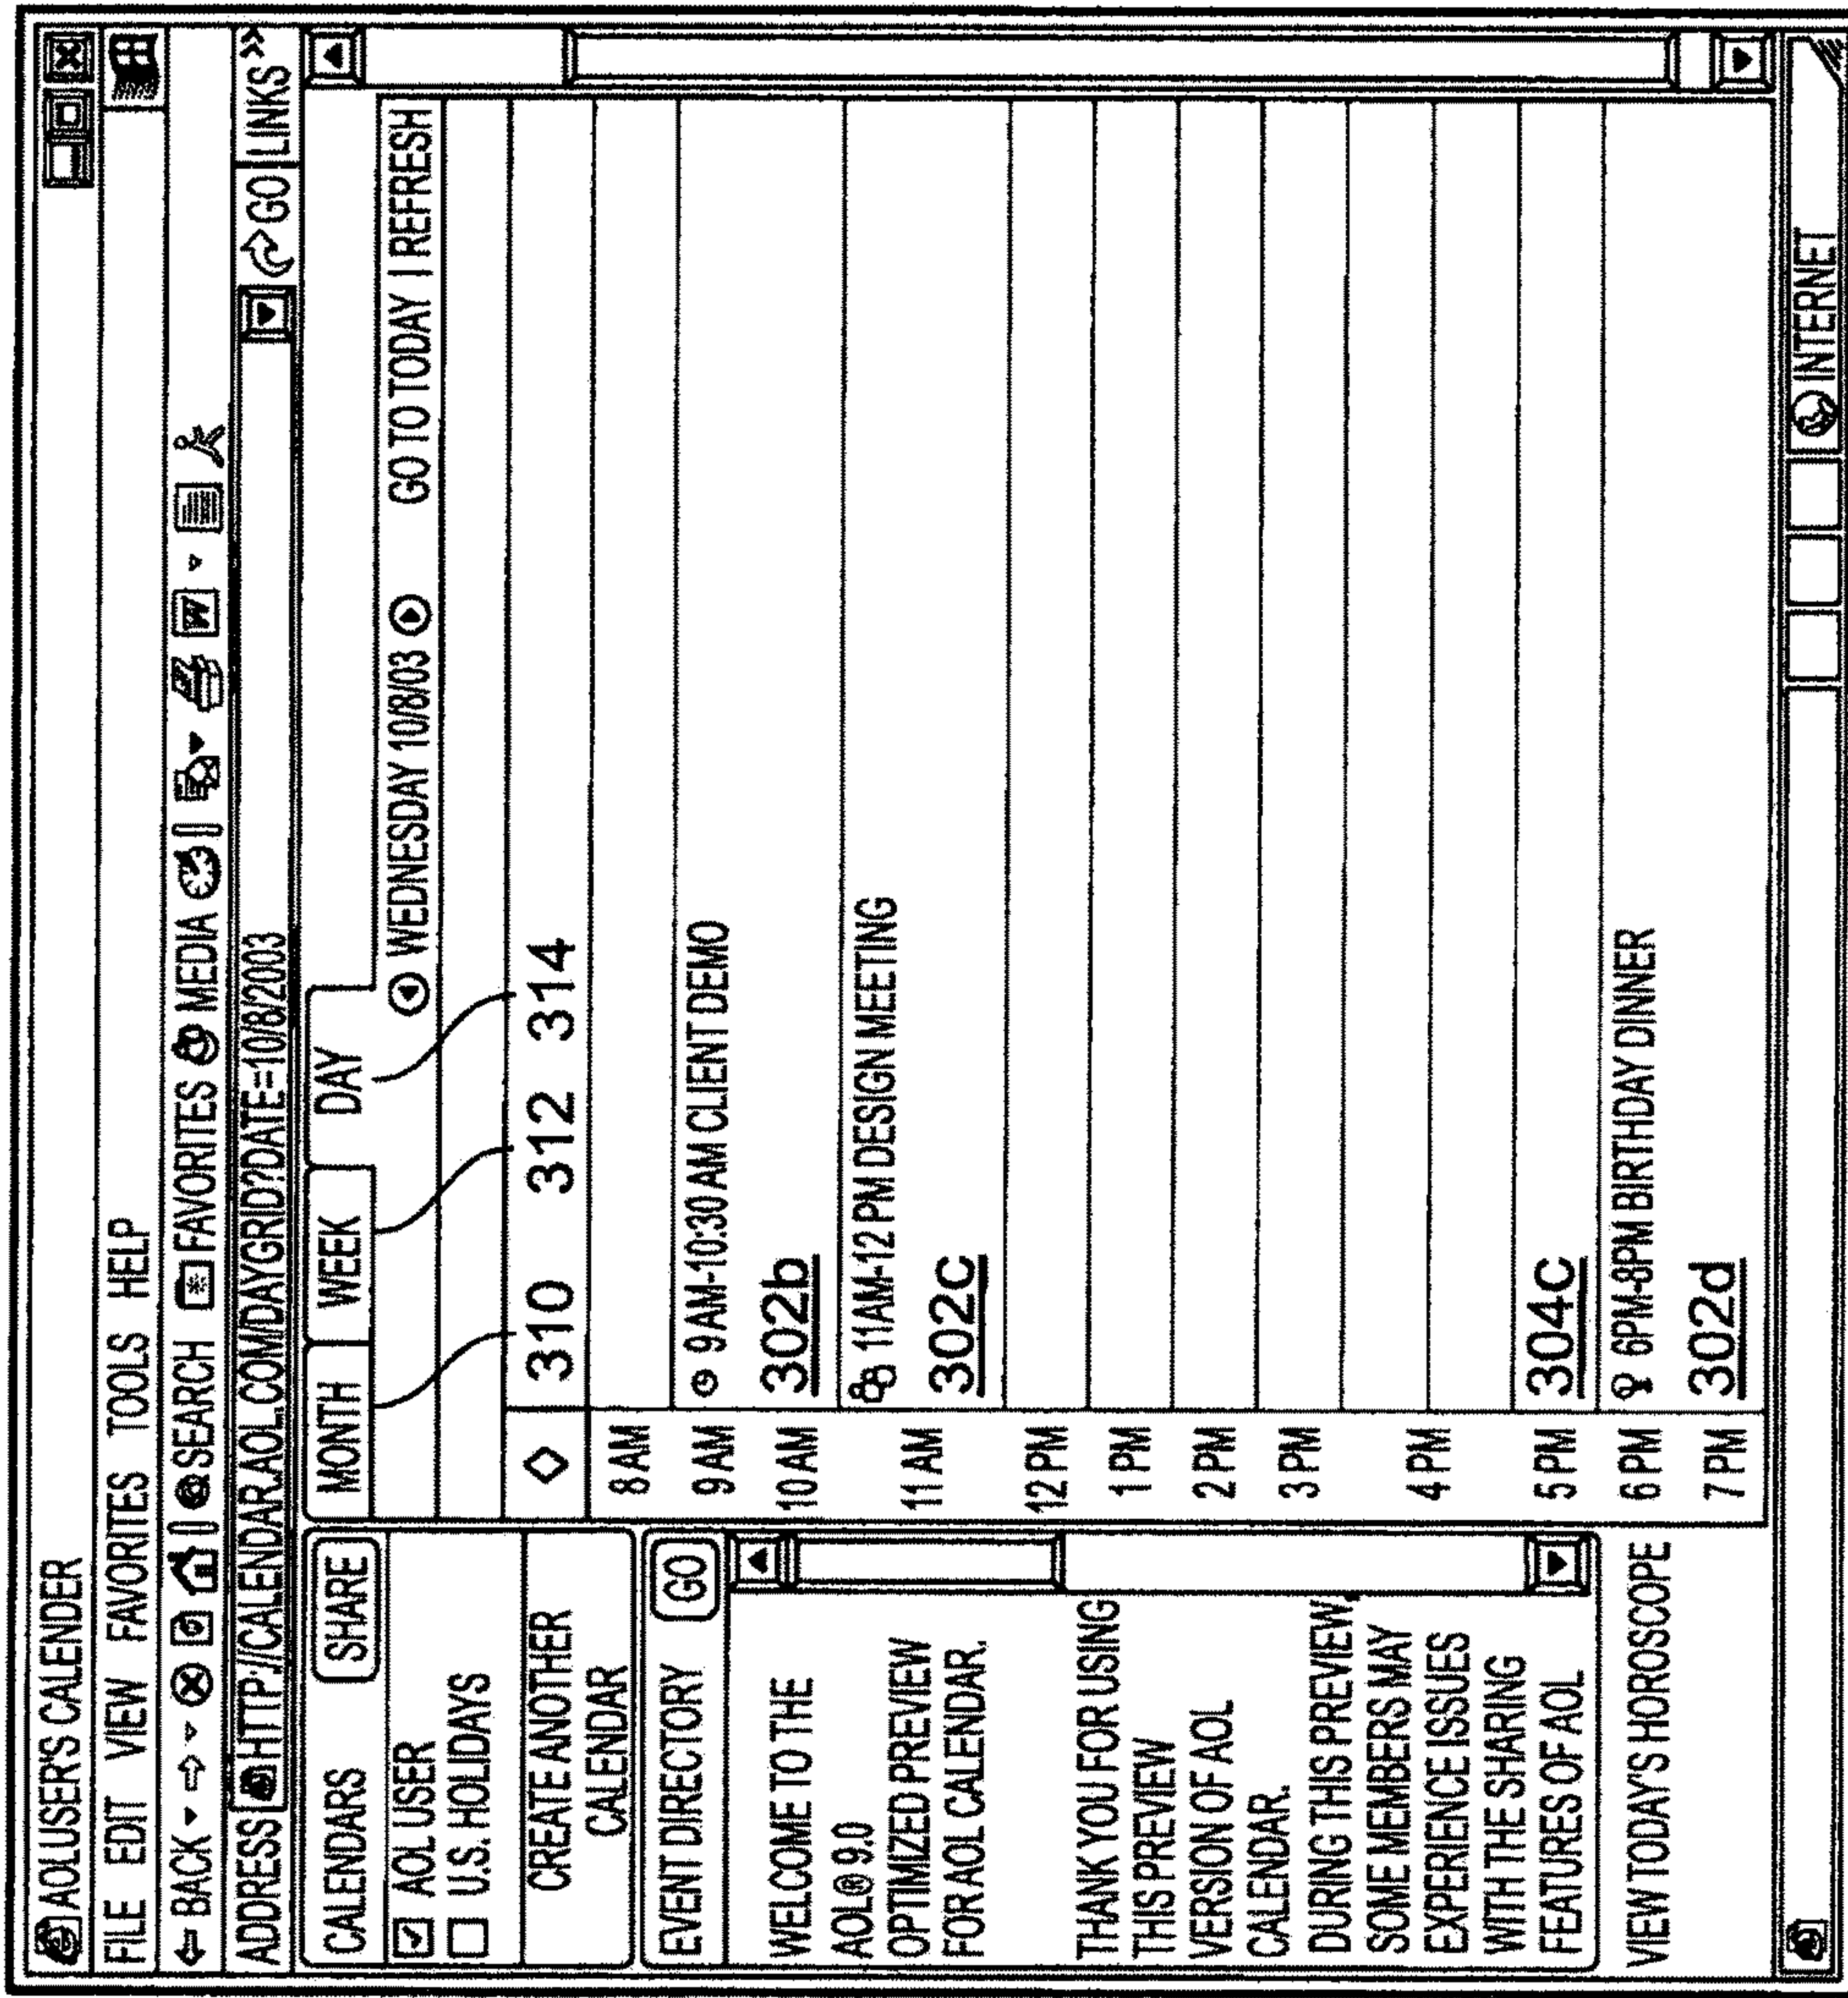 AOLUSER'S CALENDER
FILE EDIT VIEW FAVORITES TOOLS HELP
BACK SEARCH FAVORITES MEDIA W
ADDRESS HTTP://CALENDAR.AOL.COM/DAYGRID?DATE=10/8/2003 GO LINKS »
CALENDARS SHARE
AOL USER
U.S. HOLIDAYS
CREATE ANOTHER
CALENDAR
EVENT DIRECTORY GO
WELCOME TO THE
AOL® 9.0
OPTIMIZED PREVIEW
FOR AOL CALENDAR.
THANK YOU FOR USING
THIS PREVIEW
VERSION OF AOL
CALENDAR.
DURING THIS PREVIEW,
SOME MEMBERS MAY
EXPERIENCE ISSUES
WITH THE SHARING
FEATURES OF AOL
VIEW TODAY'S HOROSCOPE
MONTH WEEK DAY
WEDNESDAY 10/8/03 GO TO TODAY | REFRESH
310 312 314
8 AM
9 AM 9AM-10:30 AM CLIENT DEMO
10 AM 302b
11AM-12 PM DESIGN MEETING
11 AM 302c
12 PM
1 PM
2 PM
3 PM
4 PM
5 PM 304c
6 PM 6PM-8PM BIRTHDAY DINNER
7 PM 302d
INTERNET